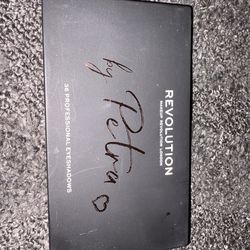 REVOLUTION
MAKEUP REVOLUTION LONDON
by Petra♡
36 PROFESSIONAL EYESHADOWS